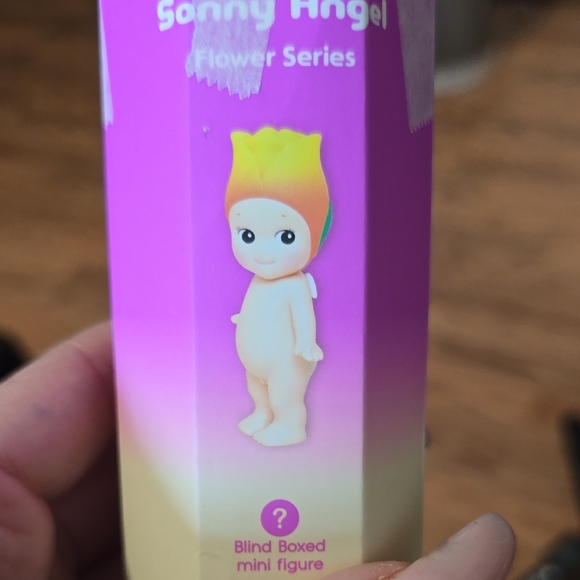 Sonny Angel
Flower Series
?
Blind Boxed
mini figure